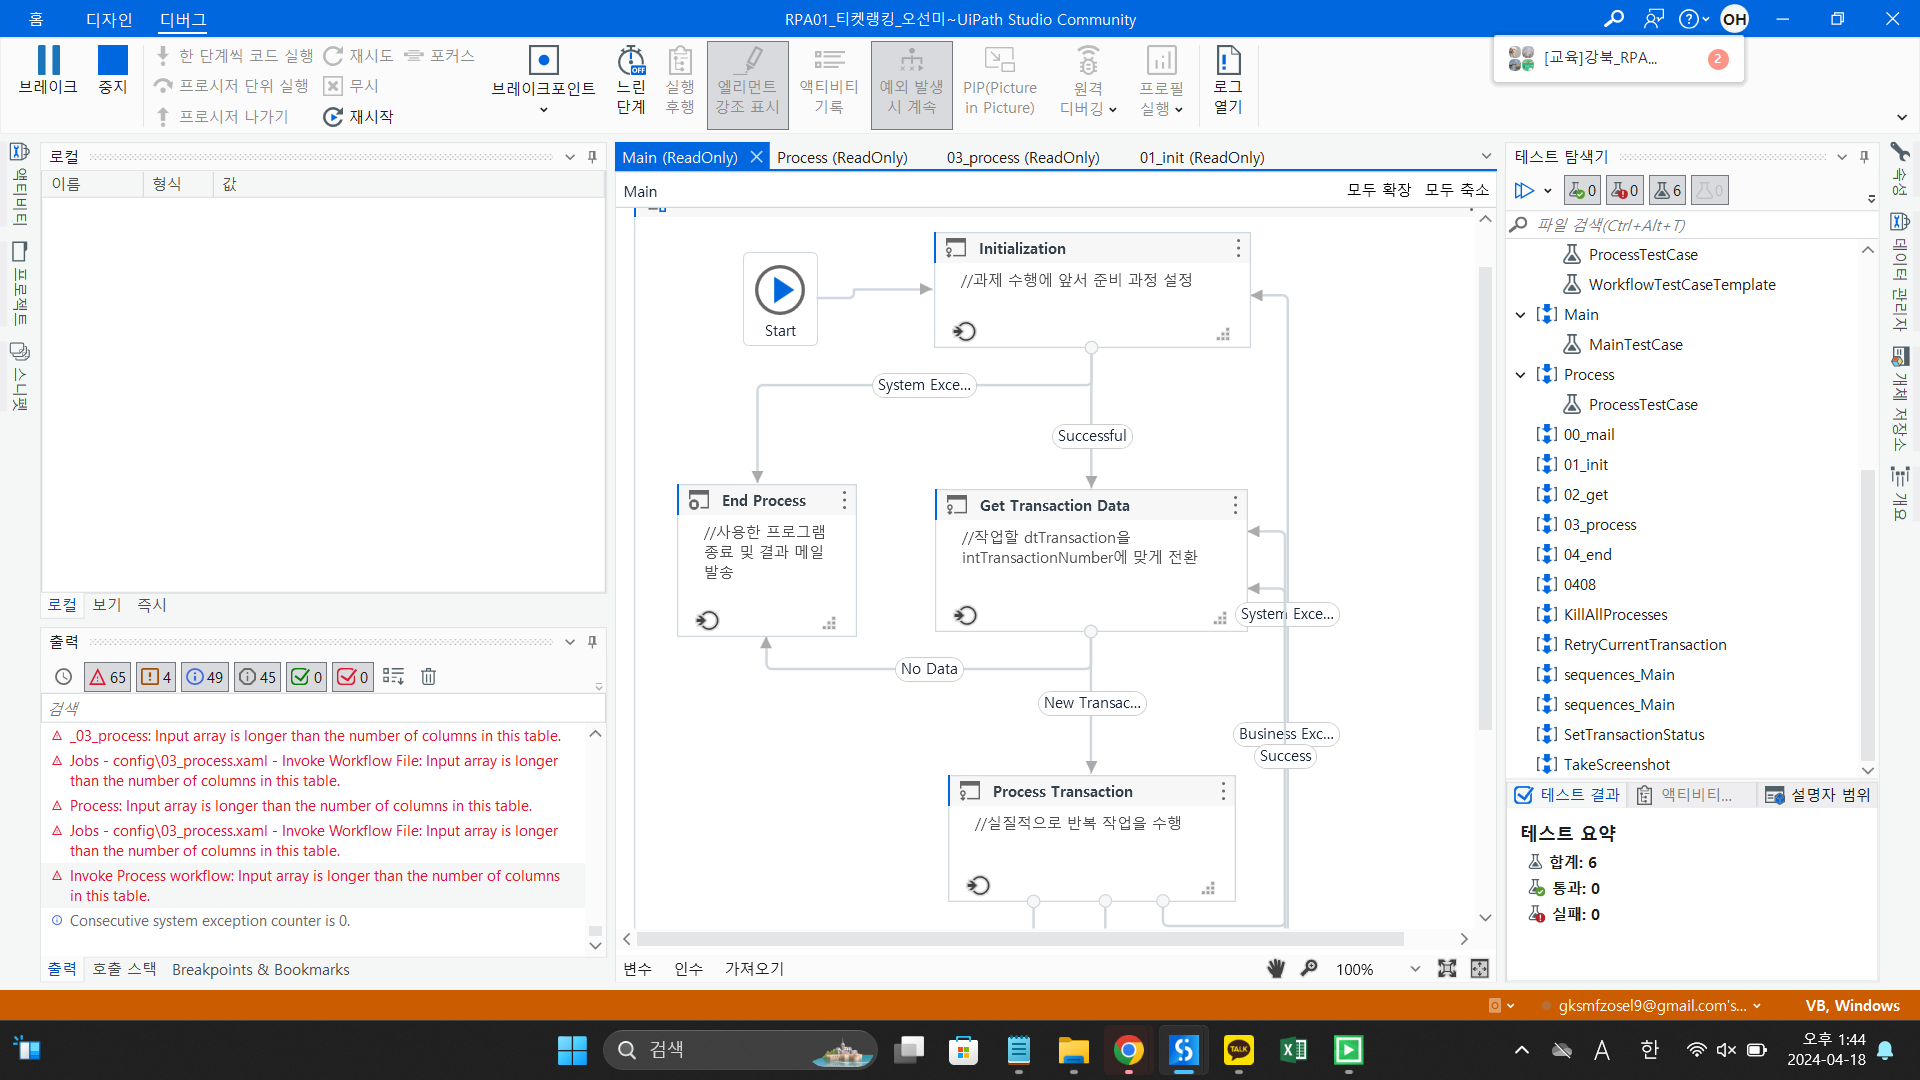 홈
디자인
디버그
RPA01_티켓랭킹_오선미~UiPath Studio Community
OH
[교육]강북_RPA...
2
브레이크
중지
한 단계씩 코드 실행
재시도
포커스
프로시저 단위 실행
무시
프로시저 나가기
재시작
브레이크포인트
느린
단계
OFF
실행
후행
엘리먼트
강조 표시
액티비티
기록
예외 발생
시 계속
PIP(Picture
in Picture)
원격
디버깅
프로필
실행
로그
열기
액티비티
프로젝트
스니펫
로컬
이름
형식
값
로컬
보기
즉시
출력
65
4
49
45
0
0
검색
_03_process: Input array is longer than the number of columns in this table.
Jobs - config\03_process.xaml - Invoke Workflow File: Input array is longer
than the number of columns in this table.
Process: Input array is longer than the number of columns in this table.
Jobs - config\03_process.xaml - Invoke Workflow File: Input array is longer
than the number of columns in this table.
Invoke Process workflow: Input array is longer than the number of columns
in this table.
Consecutive system exception counter is 0.
출력
호출 스택
Breakpoints & Bookmarks
Main (ReadOnly)
Process (ReadOnly)
03_process (ReadOnly)
01_init (ReadOnly)
Main
모두 확장
모두 축소
Start
Initialization
//과제 수행에 앞서 준비 과정 설정
System Exce...
Successful
End Process
//사용한 프로그램
종료 및 결과 메일
발송
Get Transaction Data
//작업할 dtTransaction을
intTransactionNumber에 맞게 전환
System Exce...
No Data
New Transac...
Business Exc...
Success
Process Transaction
//실질적으로 반복 작업을 수행
변수
인수
가져오기
100%
테스트 탐색기
0
0
6
0
파일 검색(Ctrl+Alt+T)
ProcessTestCase
WorkflowTestCaseTemplate
Main
MainTestCase
Process
ProcessTestCase
00_mail
01_init
02_get
03_process
04_end
0408
KillAllProcesses
RetryCurrentTransaction
sequences_Main
sequences_Main
SetTransactionStatus
TakeScreenshot
테스트 결과
액티비티...
설명자 범위
테스트 요약
합계: 6
통과: 0
실패: 0
속성
데이터 관리자
개체 저장소
개요
gksmfzosel9@gmail.com's...
VB, Windows
검색
TALK
A
한
오후 1:44
2024-04-18